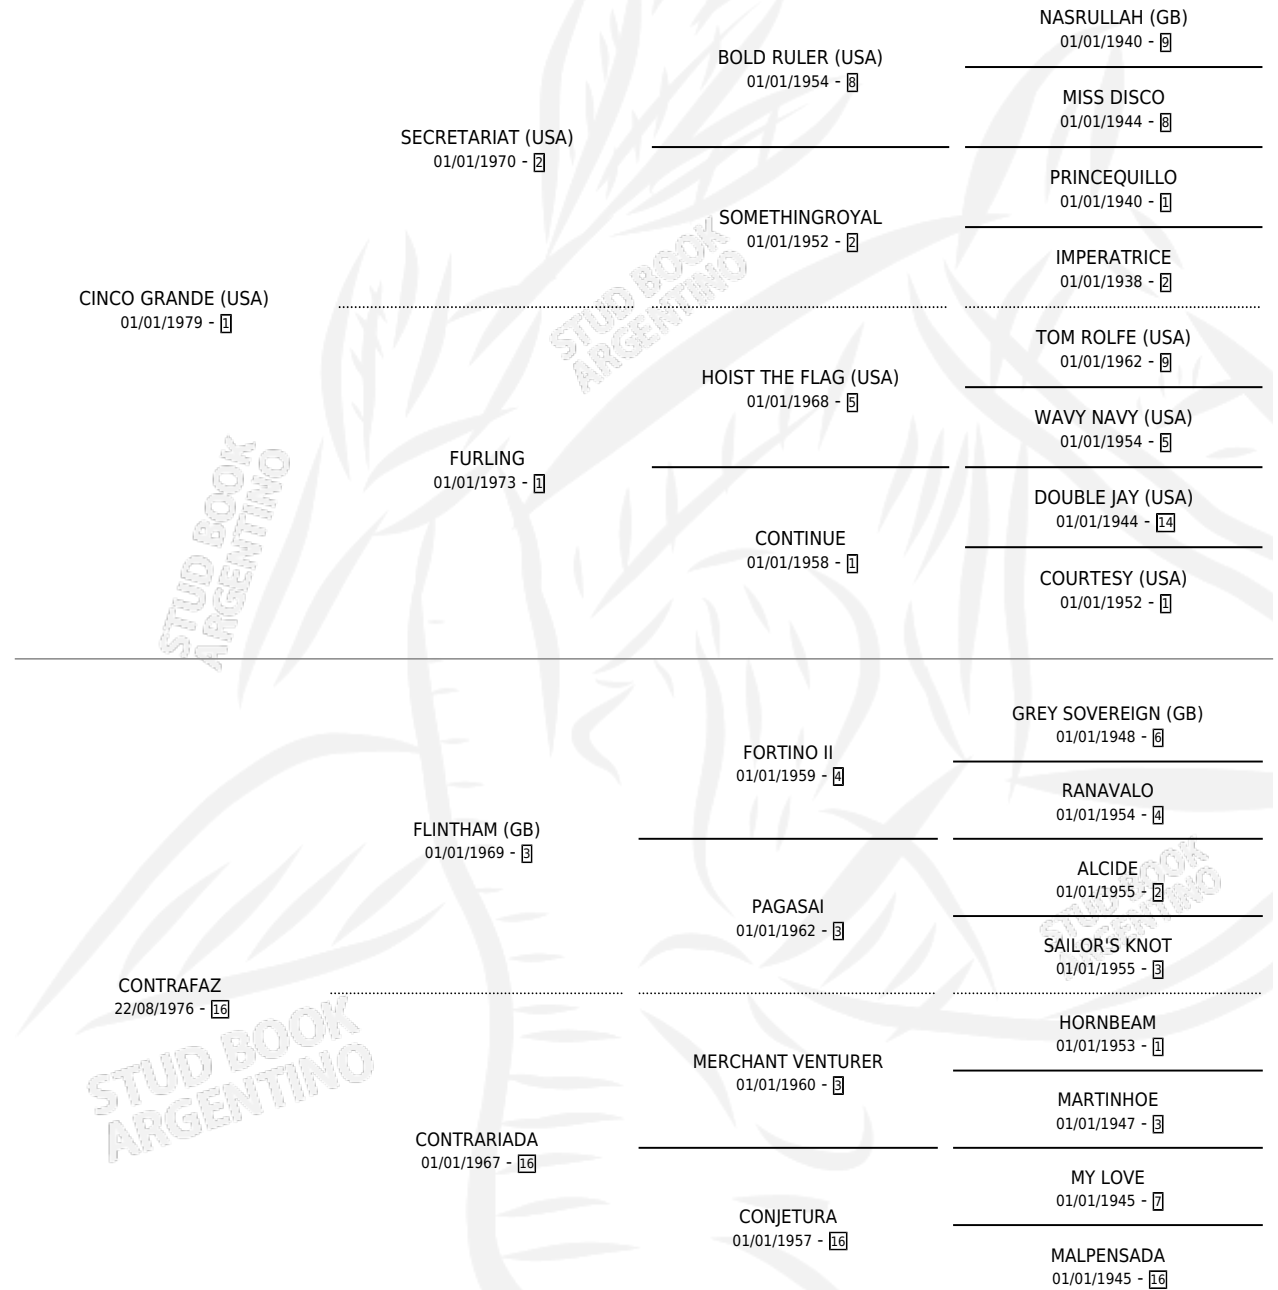 NASRULLAH (GB)
01/01/1940 - 9
BOLD RULER (USA)
01/01/1954 - 8
MISS DISCO
01/01/1944 - 8
SECRETARIAT (USA)
01/01/1970 - 2
PRINCEQUILLO
01/01/1940 - 1
SOMETHINGROYAL
01/01/1952 - 2
IMPERATRICE
01/01/1938 - 2
CINCO GRANDE (USA)
01/01/1979 - 1
TOM ROLFE (USA)
01/01/1962 - 9
HOIST THE FLAG (USA)
01/01/1968 - 5
WAVY NAVY (USA)
01/01/1954 - 5
FURLING
01/01/1973 - 1
DOUBLE JAY (USA)
01/01/1944 - 14
CONTINUE
01/01/1958 - 1
COURTESY (USA)
01/01/1952 - 1
STUD BOOK
ARGENTINO
STUD BOOK
ARGENTINO
GREY SOVEREIGN (GB)
01/01/1948 - 6
FORTINO II
01/01/1959 - 4
RANAVALO
01/01/1954 - 4
FLINTHAM (GB)
01/01/1969 - 3
ALCIDE
01/01/1955 - 2
PAGASAI
01/01/1962 - 3
SAILOR'S KNOT
01/01/1955 - 3
CONTRAFAZ
22/08/1976 - 16
HORNBEAM
01/01/1953 - 1
MERCHANT VENTURER
01/01/1960 - 3
MARTINHOE
01/01/1947 - 3
CONTRARIADA
01/01/1967 - 16
MY LOVE
01/01/1945 - 7
CONJETURA
01/01/1957 - 16
MALPENSADA
01/01/1945 - 16
STUD BOOK
ARGENTINO
STUD BOOK
ARGENTINO